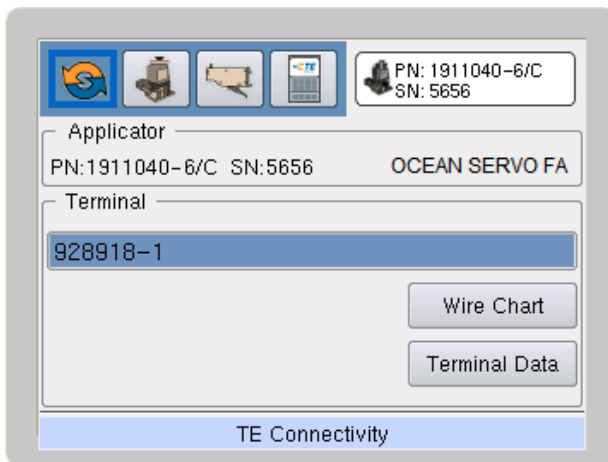 PN: 1911040-6/C
SN: 5656
Applicator
PN:1911040-6/C SN:5656 OCEAN SERVO FA
Terminal
928918-1
Wire Chart
Terminal Data
TE Connectivity